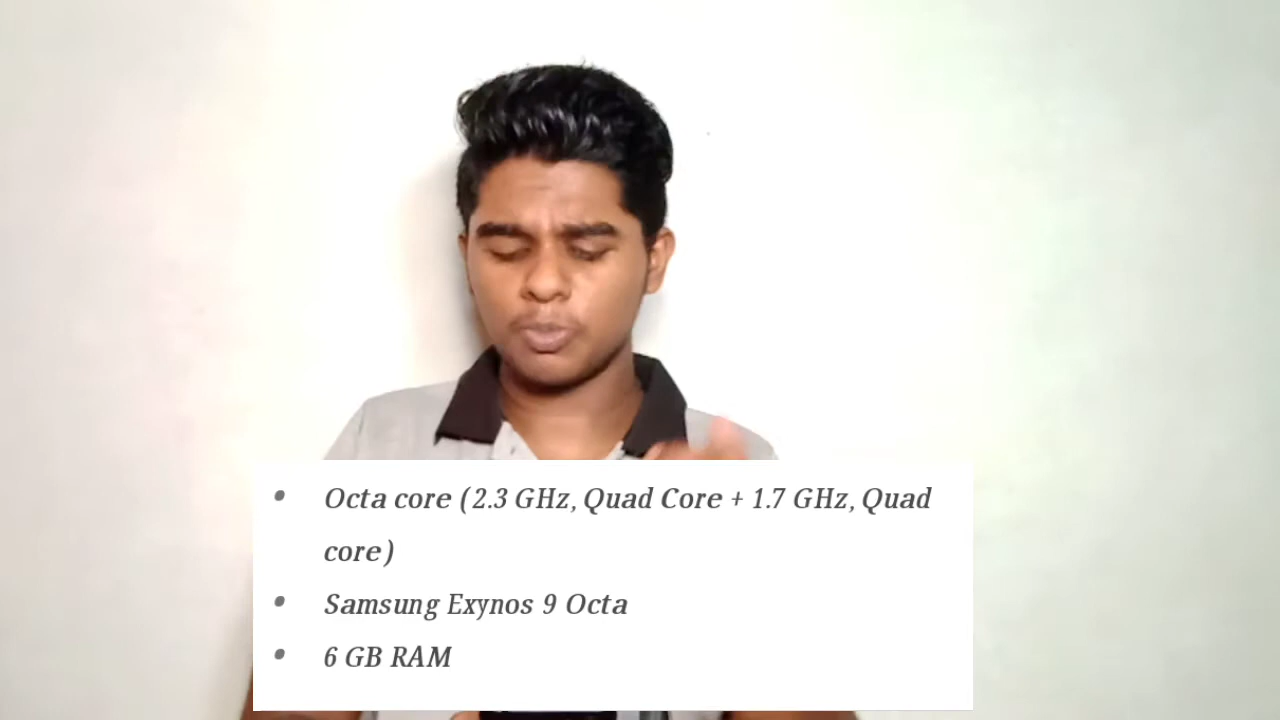 Octa core (2.3 GHz, Quad Core + 1.7 GHz, Quad
core)
Samsung Exynos 9 Octa
6 GB RAM